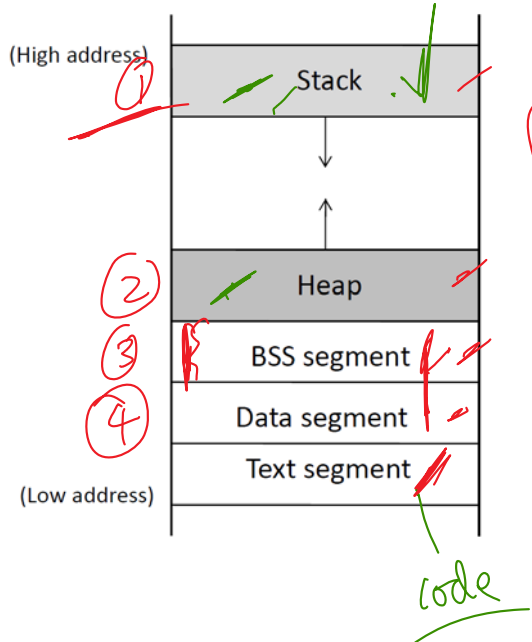 (High address)
① Stack
② Heap
③ BSS segment
④ Data segment
Text segment
(Low address)
code